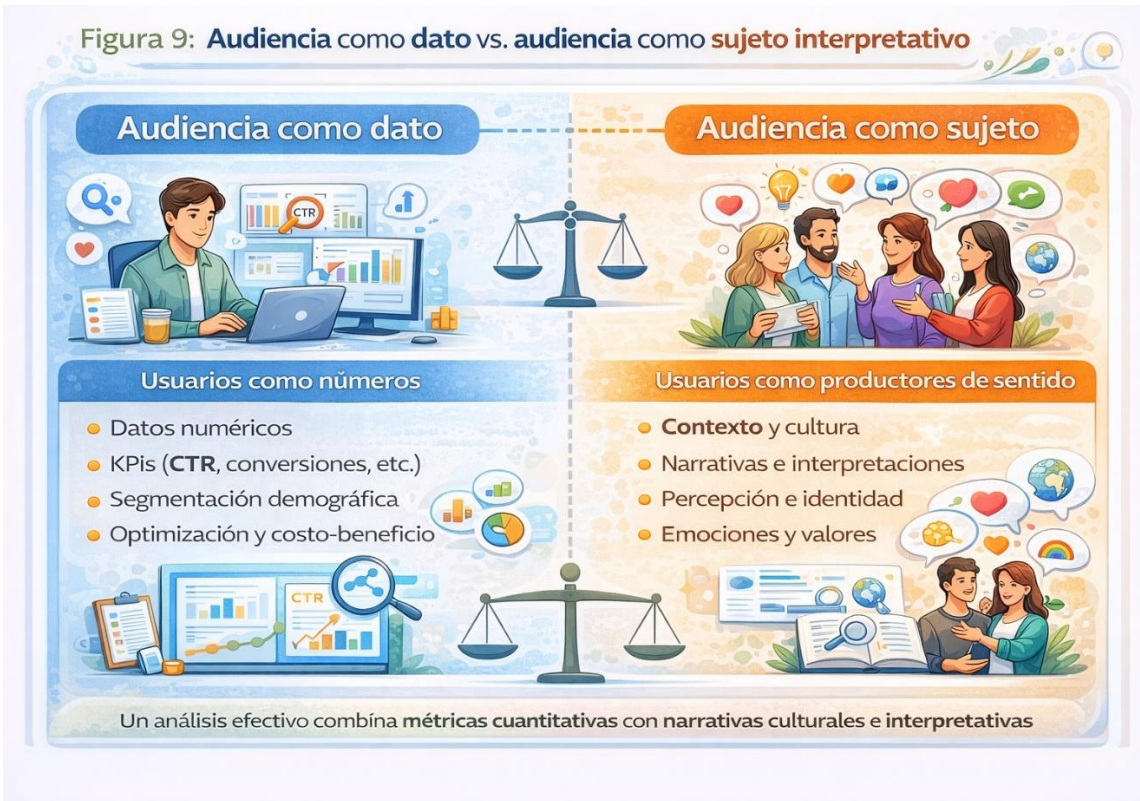 Figura 9: Audiencia como dato vs. audiencia como sujeto interpretativo
Audiencia como dato
Audiencia como sujeto
CTR
Usuarios como números
Usuarios como productores de sentido
Datos numéricos
KPis (CTR, conversiones, etc.)
Segmentación demográfica
Optimización y costo-beneficio
Contexto y cultura
Narrativas e interpretaciones
Percepción e identidad
Emociones y valores
CTR
Un análisis efectivo combína métricas cuantitativas con narrativas culturales e interpretativas